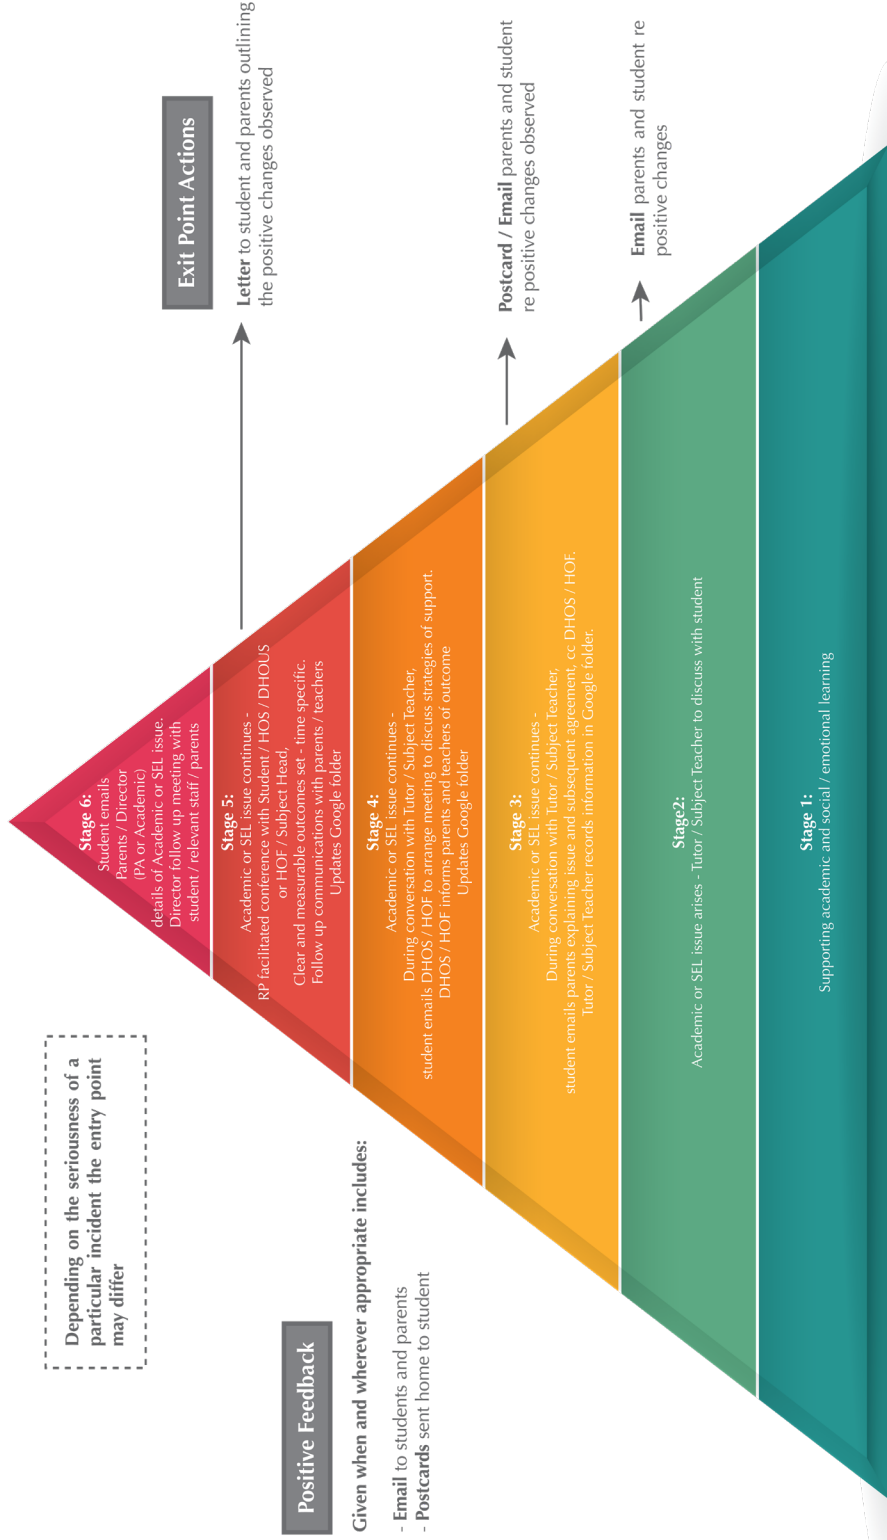 Depending on the seriousness of a
particular incident the entry point
may differ
Positive Feedback
Given when and wherever appropriate includes:
- Email to students and parents
- Postcards sent home to student
Stage 6:
Student emails
Parents / Director
(PA or Academic)
details of Academic or SEL issue.
Director follow up meeting with
student / relevant staff / parents
Stage 5:
Academic or SEL issue continues -
RP facilitated conference with Student / HOS / DHOUS
or HOF / Subject Head,
Clear and measurable outcomes set - time specific.
Follow up communications with parents / teachers
Updates Google folder
Stage 4:
Academic or SEL issue continues -
During conversation with Tutor / Subject Teacher,
student emails DHOS / HOF to arrange meeting to discuss strategies of support.
DHOS / HOF informs parents and teachers of outcome
Updates Google folder
Stage 3:
Academic or SEL issue continues -
During conversation with Tutor / Subject Teacher,
student emails parents explaining issue and subsequent agreement, cc DHOS / HOF.
Tutor / Subject Teacher records information in Google folder.
Stage2:
Academic or SEL issue arises - Tutor / Subject Teacher to discuss with student
Stage 1:
Supporting academic and social / emotional learning
Exit Point Actions
Letter to student and parents outlining
the positive changes observed
Postcard / Email parents and student
re positive changes observed
Email parents and student re
positive changes